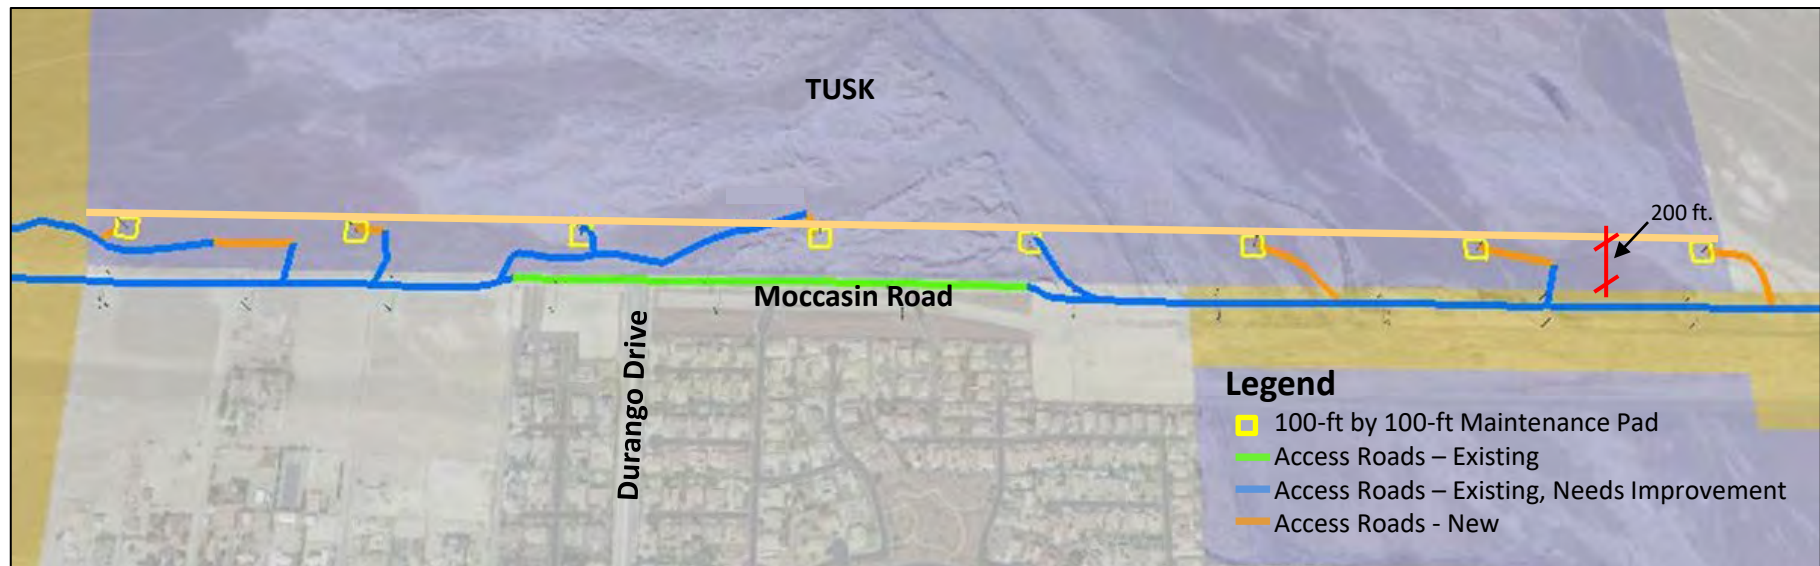 TUSK
200 ft.
Moccasin Road
Durango Drive
Legend
100-ft by 100-ft Maintenance Pad
Access Roads – Existing
Access Roads – Existing, Needs Improvement
Access Roads - New